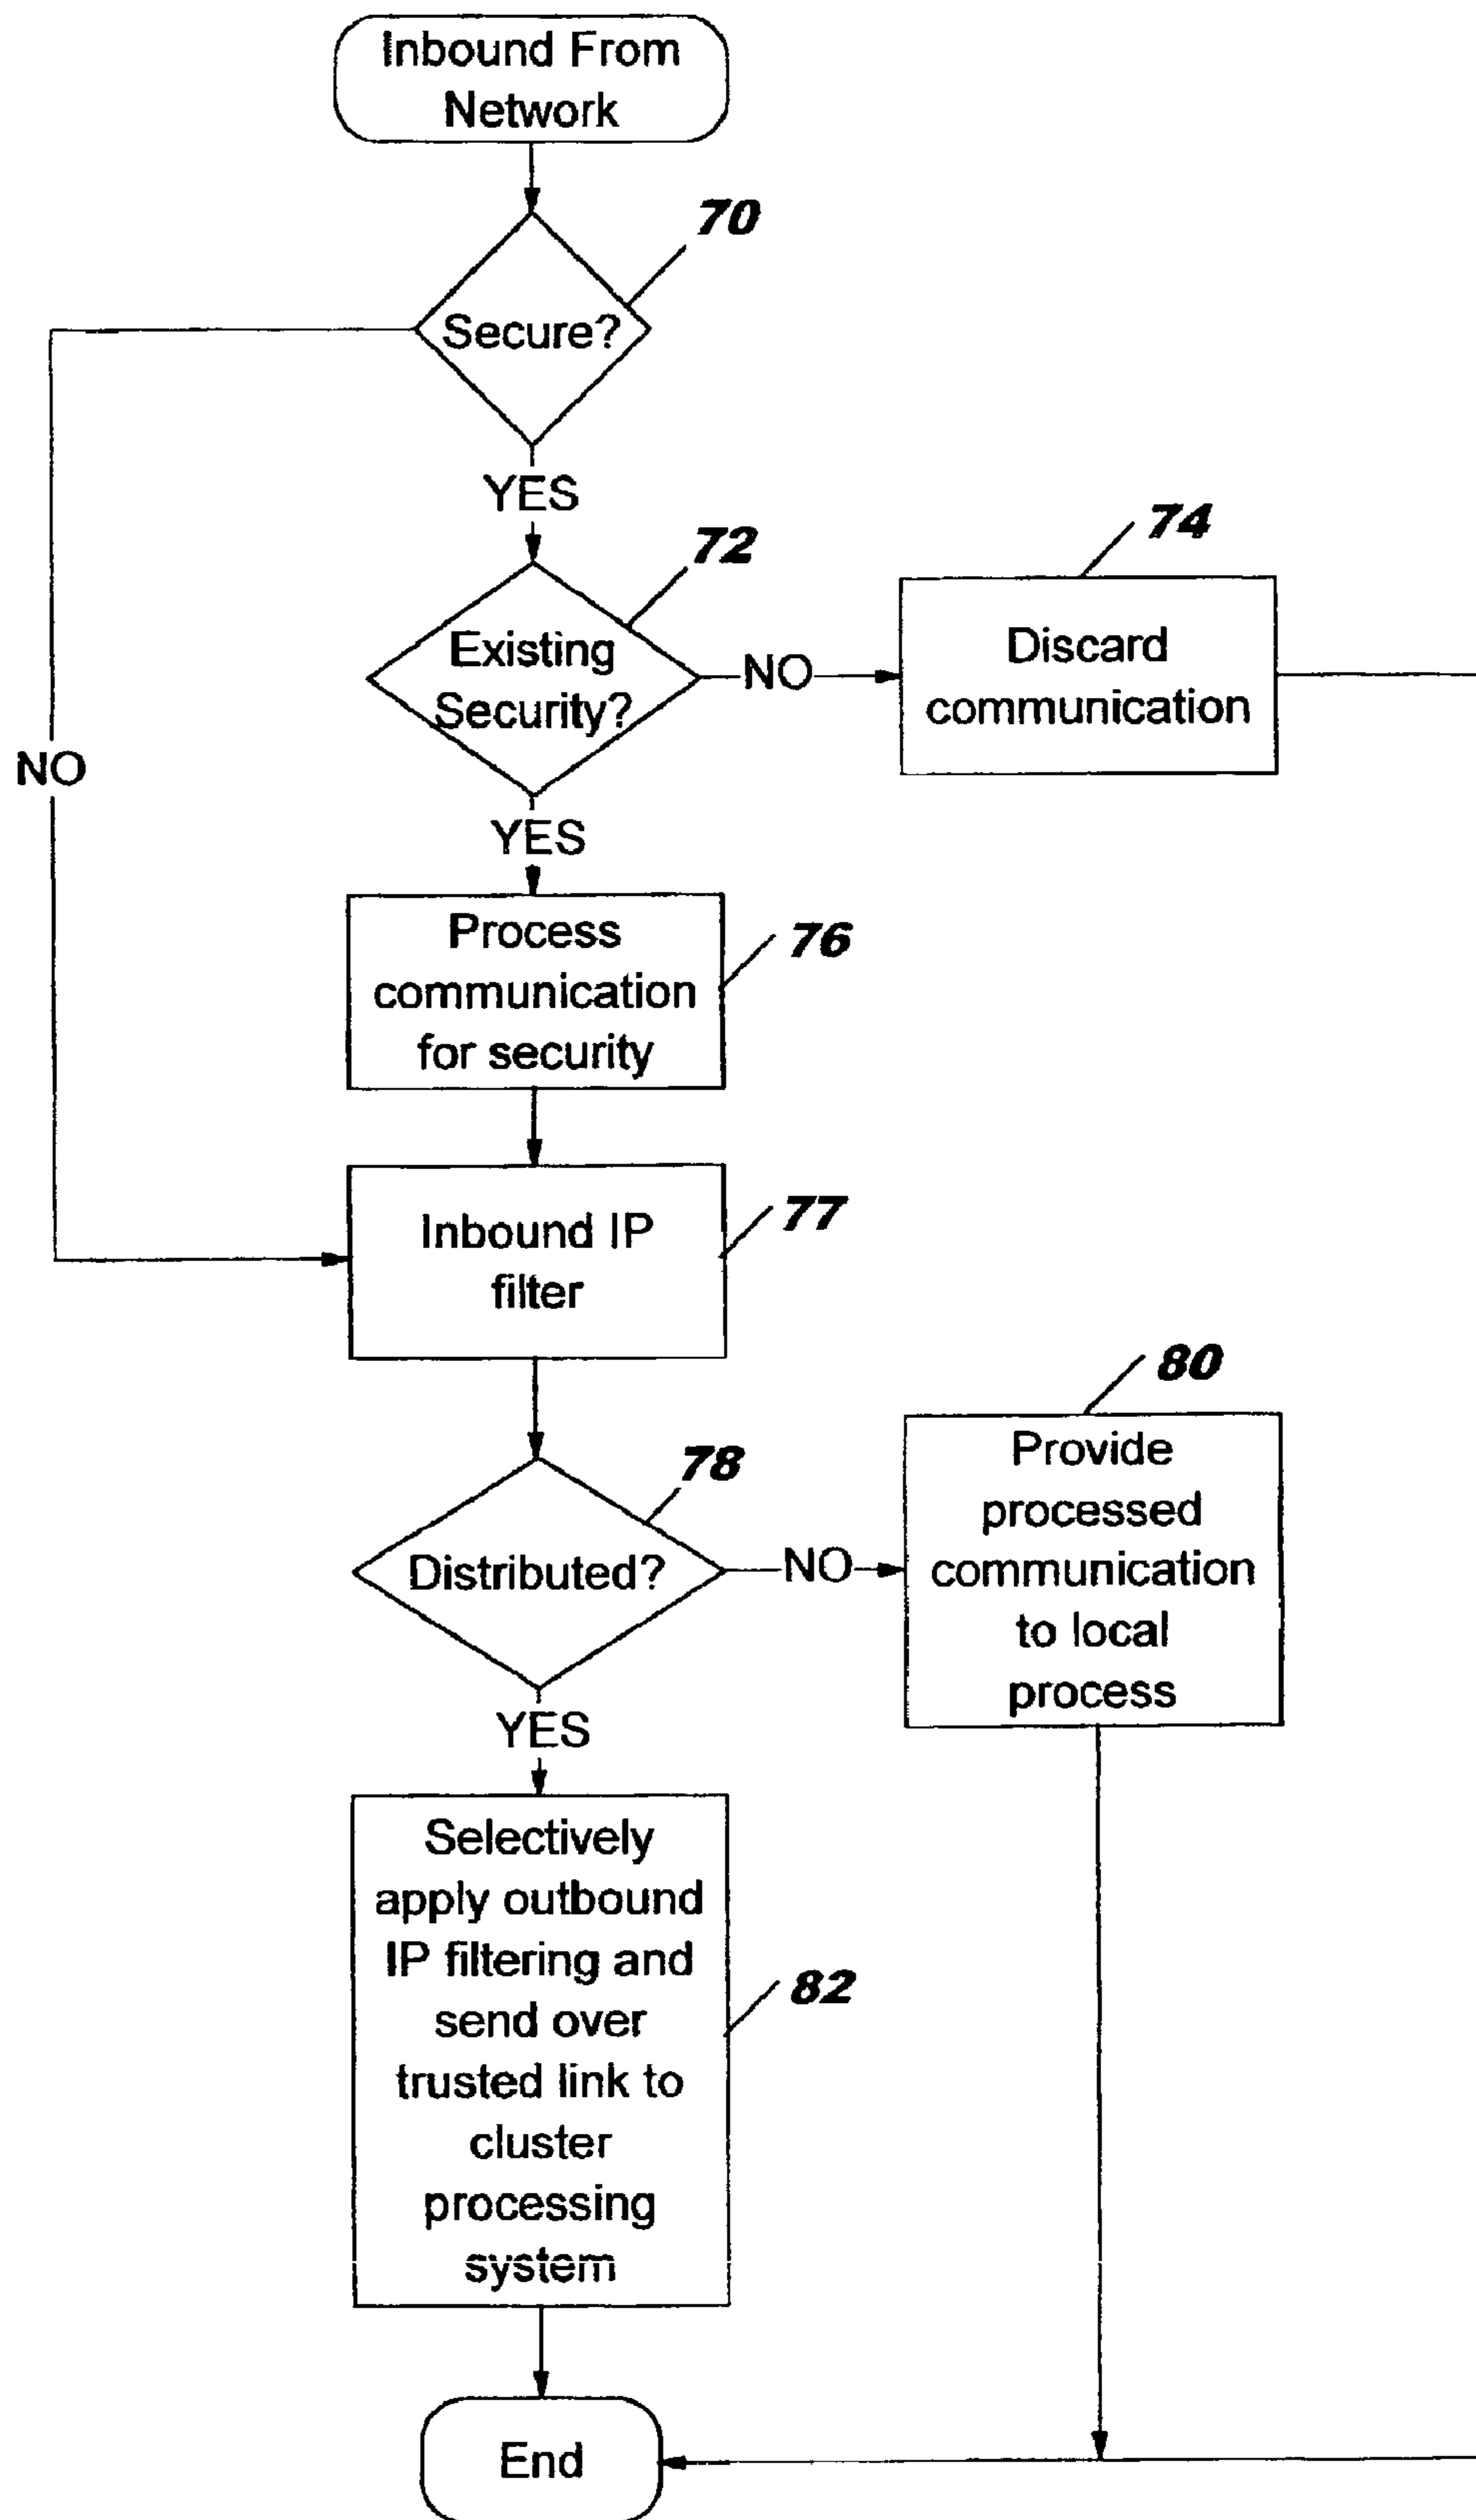 Inbound From
Network
70
Secure?
YES
72
74
Existing
Security?
NO
Discard
communication
NO
YES
Process
communication
for security
76
Inbound IP
filter
77
80
78
Distributed?
NO
Provide
processed
communication
to local
process
YES
Selectively
apply outbound
IP filtering and
send over
trusted link to
cluster
processing
system
82
End